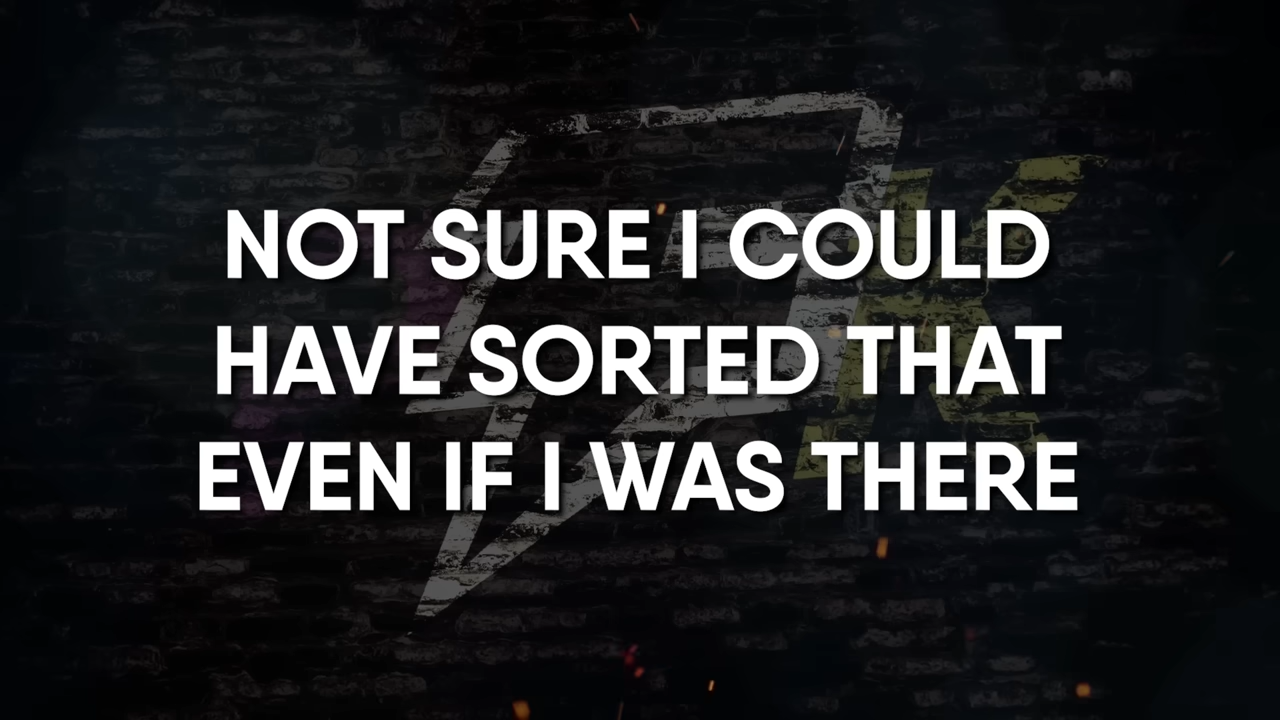 NOT SURE I COULD
HAVE SORTED THAT
EVEN IF I WAS THERE